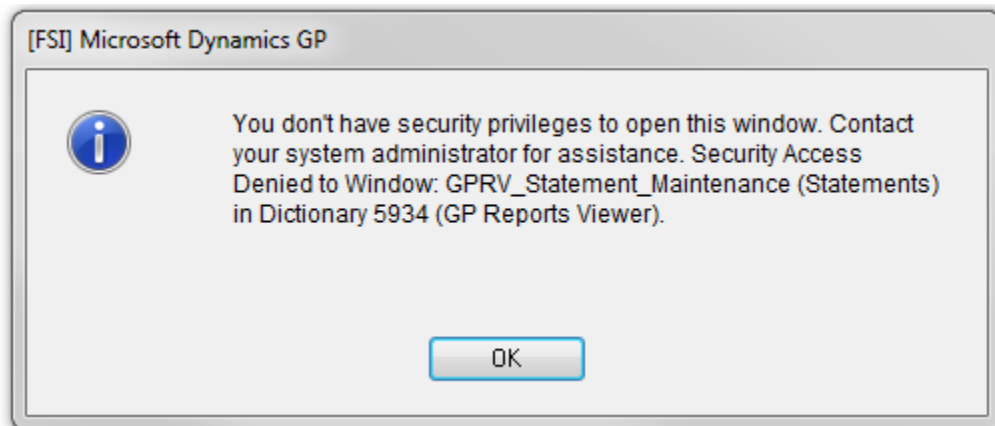 [FSI] Microsoft Dynamics GP
You don't have security privileges to open this window. Contact
your system administrator for assistance. Security Access
Denied to Window: GPRV_Statement_Maintenance (Statements)
in Dictionary 5934 (GP Reports Viewer).
OK